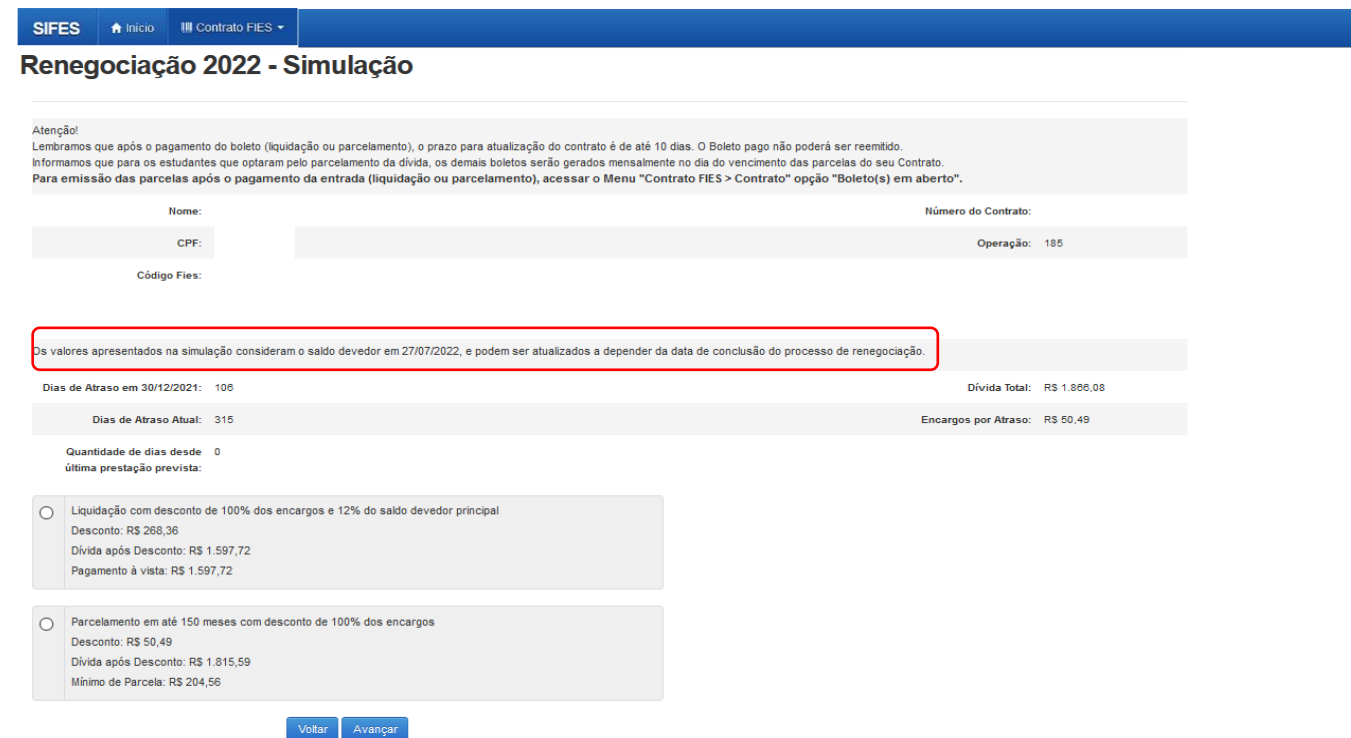 SIFES Início Contrato FIES
Renegociação 2022 - Simulação
Atenção!
Lembramos que após o pagamento do boleto (liquidação ou parcelamento), o prazo para atualização do contrato é de até 10 dias. O Boleto pago não poderá ser reemitido.
Informamos que para os estudantes que optaram pelo parcelamento da dívida, os demais boletos serão gerados mensalmente no dia do vencimento das parcelas do seu Contrato.
Para emissão das parcelas após o pagamento da entrada (liquidação ou parcelamento), acessar o Menu "Contrato FIES > Contrato" opção "Boleto(s) em aberto".
Nome: Número do Contrato:
CPF: Operação: 185
Código Fies:
Os valores apresentados na simulação consideram o saldo devedor em 27/07/2022, e podem ser atualizados a depender da data de conclusão do processo de renegociação.
Dias de Atraso em 30/12/2021: 106 Dívida Total: R$ 1.866,08
Dias de Atraso Atual: 315 Encargos por Atraso: R$ 50,49
Quantidade de dias desde 0
última prestação prevista:
Liquidação com desconto de 100% dos encargos e 12% do saldo devedor principal
Desconto: R$ 268,36
Dívida após Desconto: R$ 1.597,72
Pagamento à vista: R$ 1.597,72
Parcelamento em até 150 meses com desconto de 100% dos encargos
Desconto: R$ 50,49
Dívida após Desconto: R$ 1.815,59
Mínimo de Parcela: R$ 204,56
Voltar Avançar